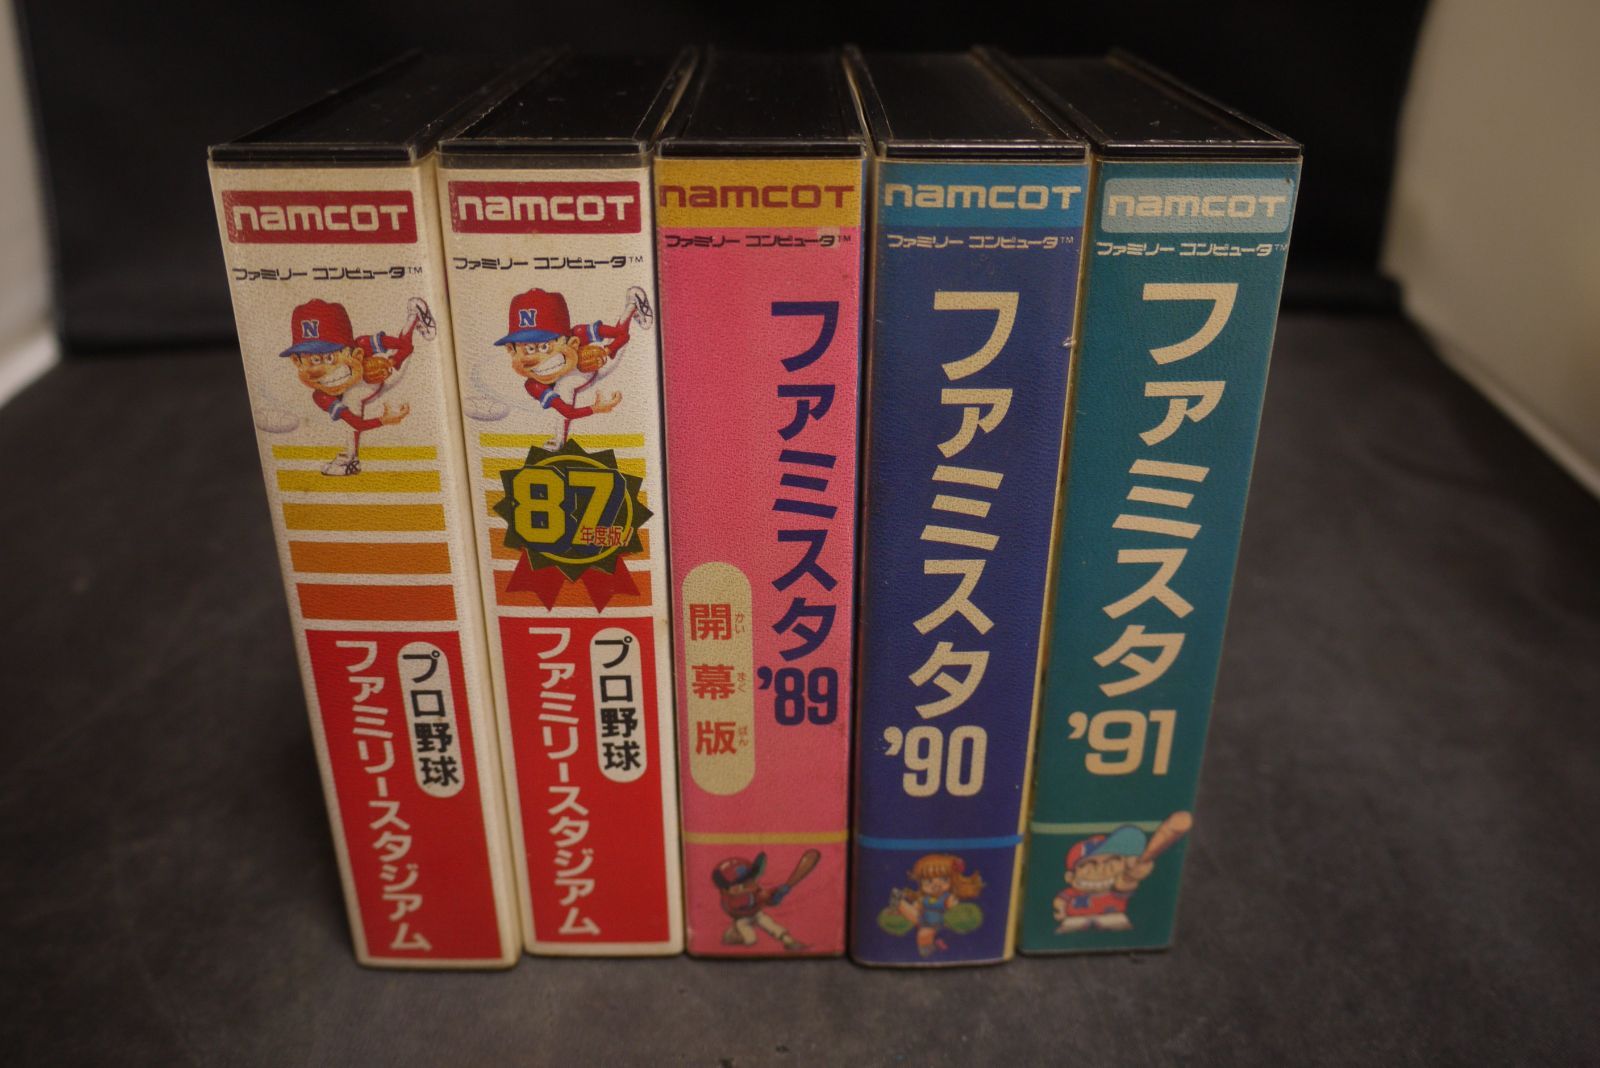 namcoT
ファミリー コンピュータ™
N
プロ野球
ファミリースタジアム
namcoT
ファミリー コンピュータ™
N
87
年度版!
プロ野球
ファミリースタジアム
namcoT
ファミリー コンピュータ™
ファミスタ'89
開幕版
かいまくばん
namcoT
ファミリー コンピュータ™
ファミスタ'90
namcoT
ファミリー コンピュータ™
ファミスタ'91